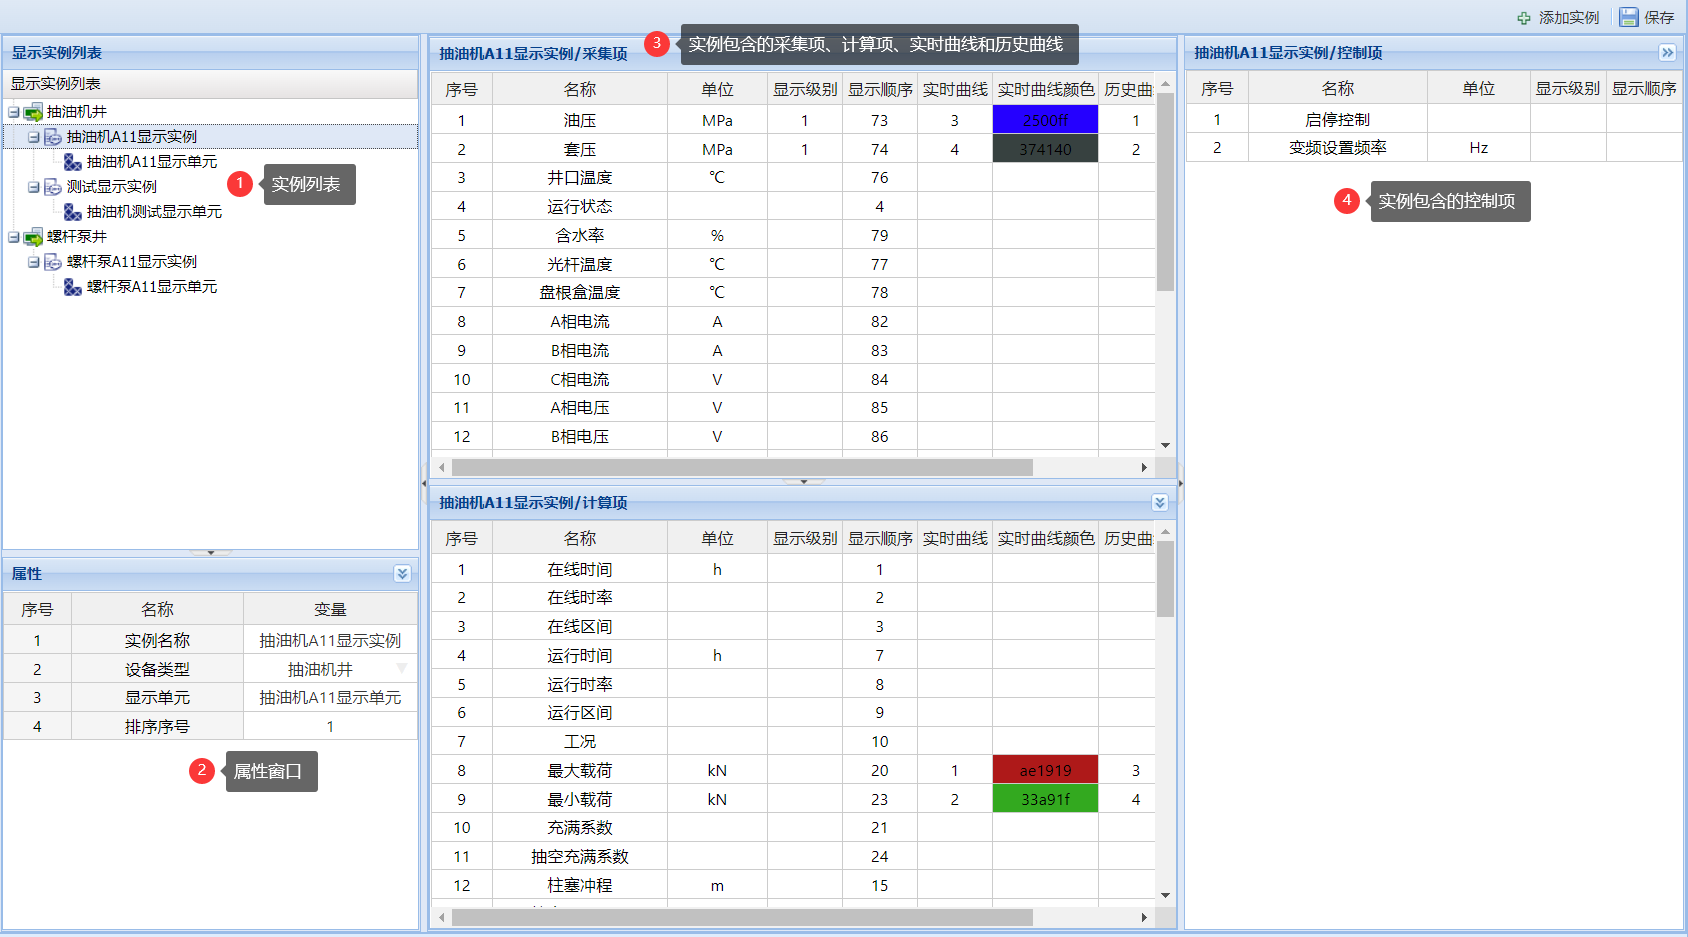 添加实例 保存
显示实例列表
显示实例列表
抽油机井
抽油机A11显示实例
抽油机A11显示单元
测试显示实例
抽油机测试显示单元
螺杆泵井
螺杆泵A11显示实例
螺杆泵A11显示单元
1 实例列表
属性
序号 名称 变量
1 实例名称 抽油机A11显示实例
2 设备类型 抽油机井
3 显示单元 抽油机A11显示单元
4 排序序号 1
2 属性窗口
抽油机A11显示实例/采集项
3 实例包含的采集项、计算项、实时曲线和历史曲线
序号 名称 单位 显示级别 显示顺序 实时曲线 实时曲线颜色 历史曲
1 油压 MPa 1 73 3 2500ff 1
2 套压 MPa 1 74 4 374140 2
3 井口温度 ℃ 76
4 运行状态 4
5 含水率 % 79
6 光杆温度 ℃ 77
7 盘根盒温度 ℃ 78
8 A相电流 A 82
9 B相电流 A 83
10 C相电流 V 84
11 A相电压 V 85
12 B相电压 V 86
抽油机A11显示实例/计算项
序号 名称 单位 显示级别 显示顺序 实时曲线 实时曲线颜色 历史曲
1 在线时间 h 1
2 在线时率 2
3 在线区间 3
4 运行时间 h 7
5 运行时率 8
6 运行区间 9
7 工况 10
8 最大载荷 kN 20 1 ae1919 3
9 最小载荷 kN 23 2 33a91f 4
10 充满系数 21
11 抽空充满系数 24
12 柱塞冲程 m 15
抽油机A11显示实例/控制项
序号 名称 单位 显示级别 显示顺序
1 启停控制
2 变频设置频率 Hz
4 实例包含的控制项